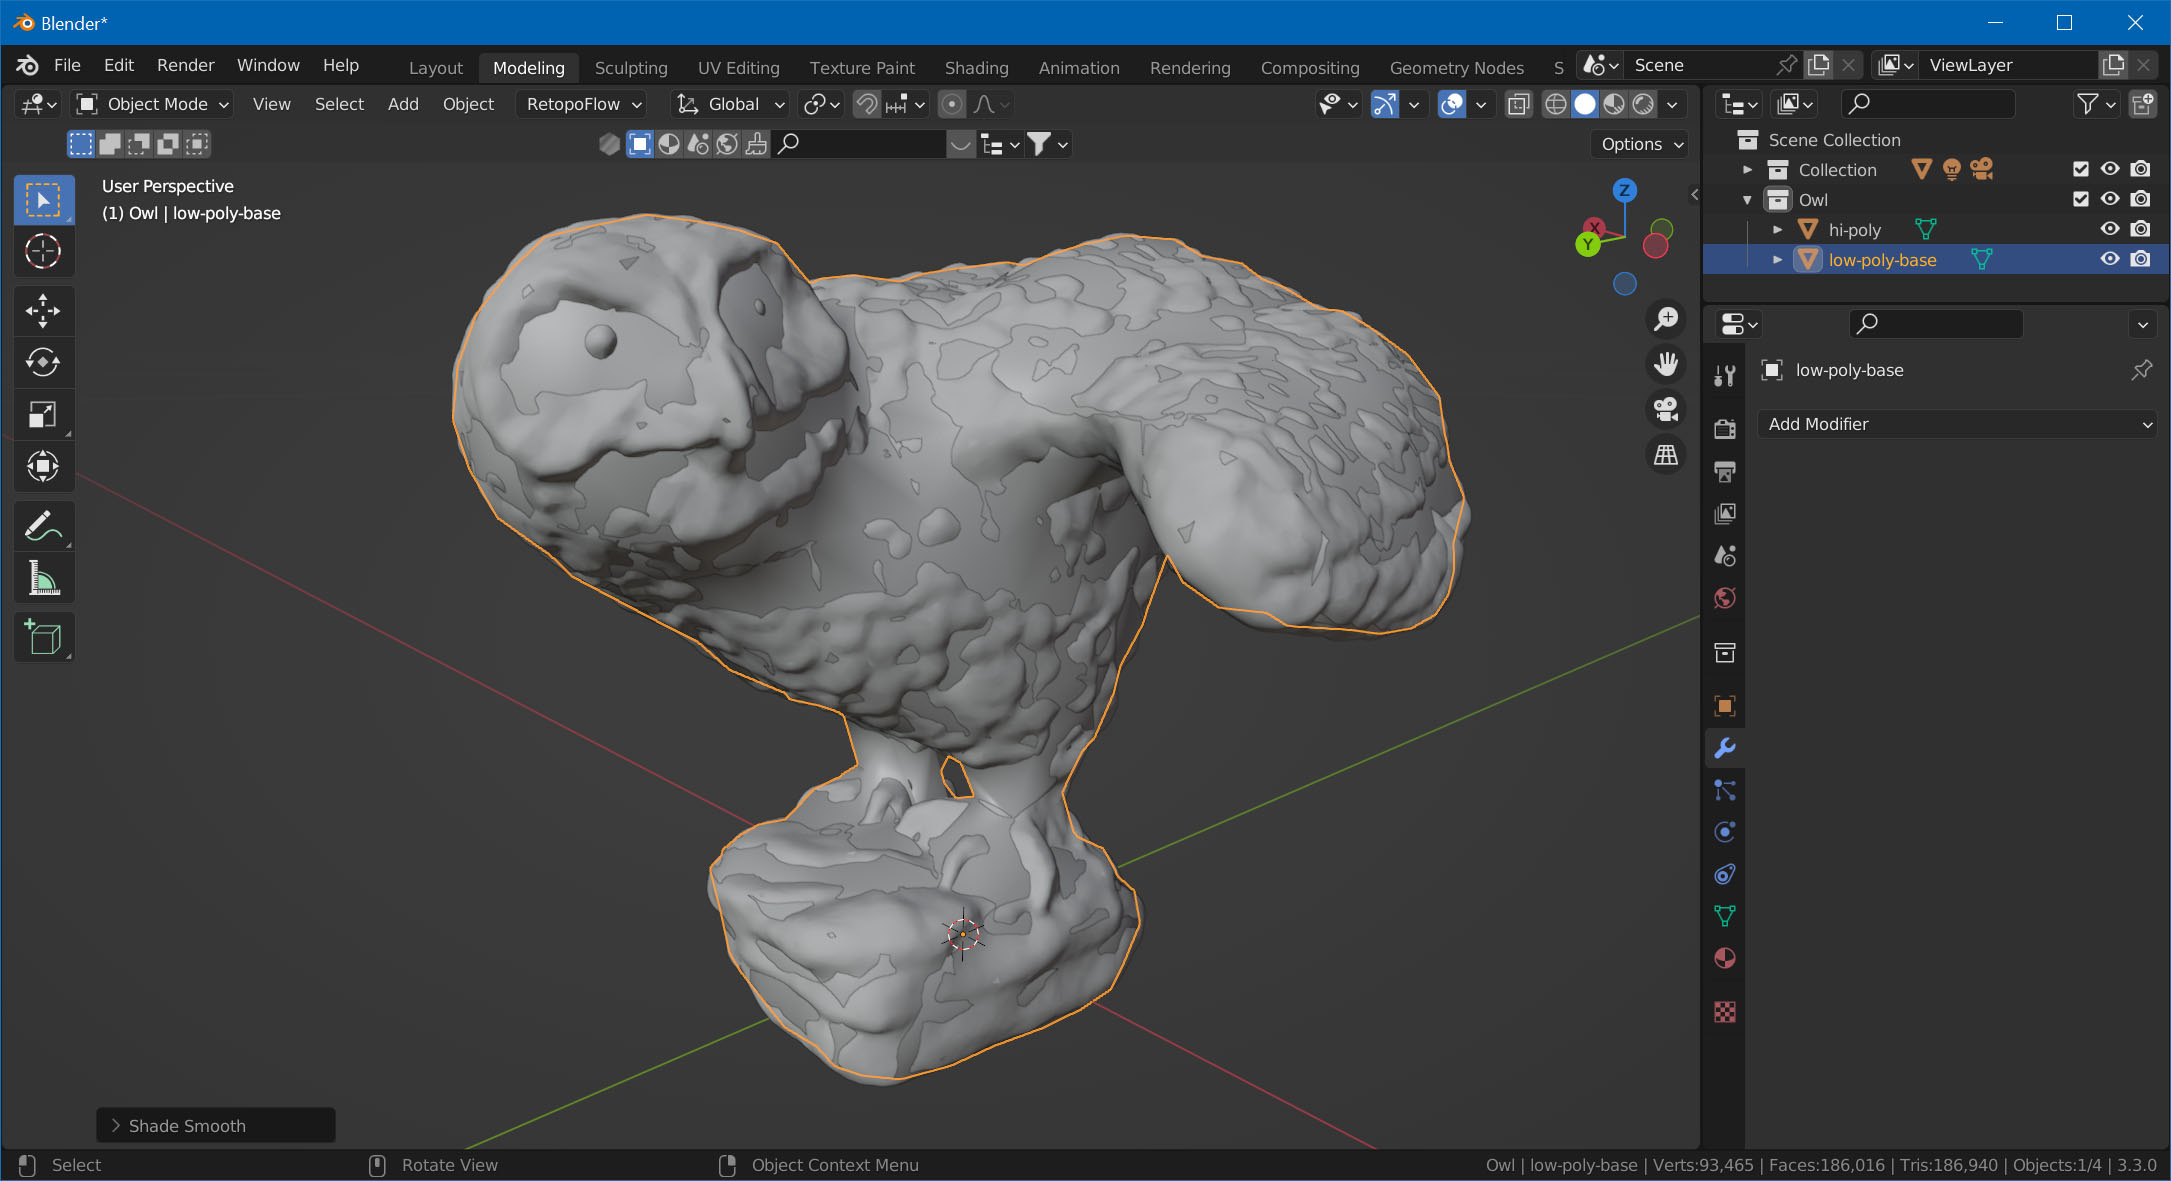 Blender*
File Edit Render Window Help Layout Modeling Sculpting UV Editing Texture Paint Shading Animation Rendering Compositing Geometry Nodes S Scene ViewLayer
Object Mode View Select Add Object RetopoFlow Global
Options
User Perspective
(1) Owl | low-poly-base
Z
X
Y
Scene Collection
Collection
Owl
hi-poly
low-poly-base
low-poly-base
Add Modifier
Shade Smooth
Select Rotate View Object Context Menu Owl | low-poly-base | Verts:93,465 | Faces:186,016 | Tris:186,940 | Objects:1/4 | 3.3.0